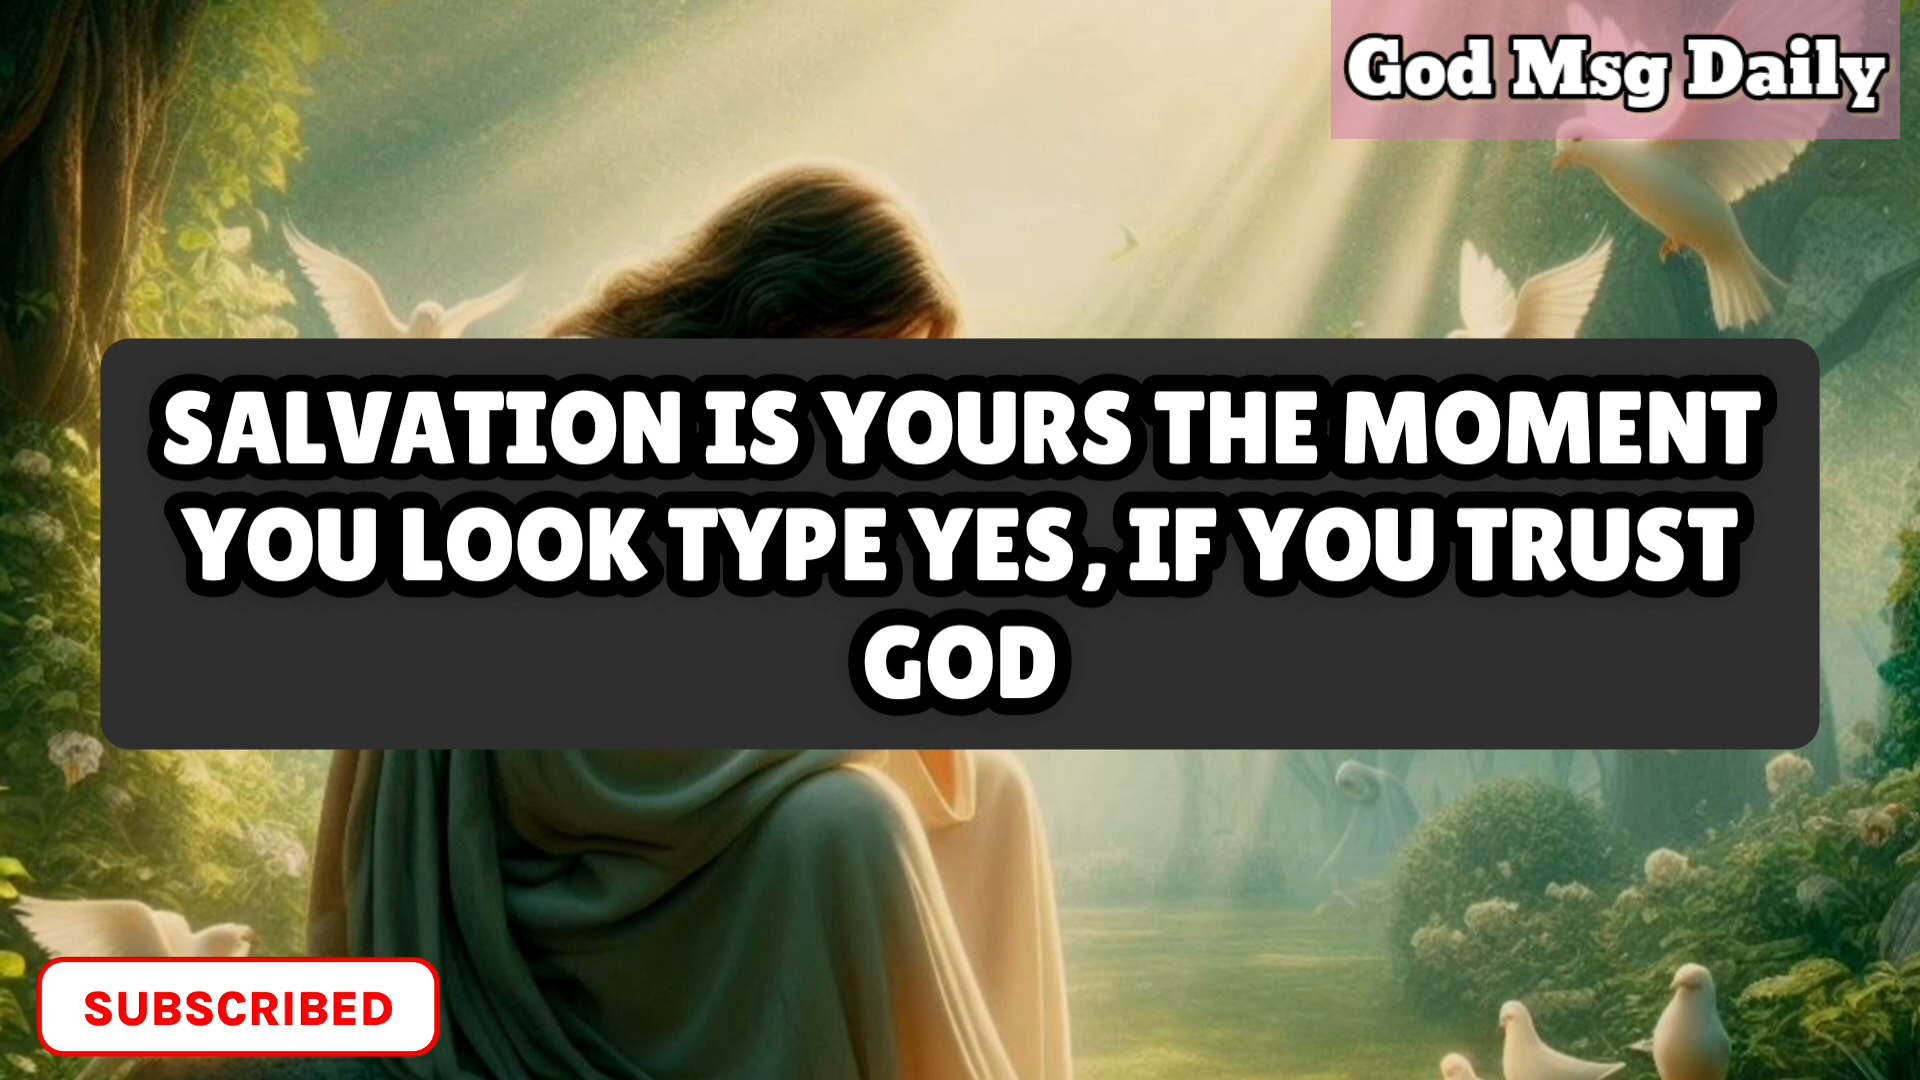 God Msg Daily
SALVATION IS YOURS THE MOMENT
YOU LOOK TYPE YES, IF YOU TRUST
GOD
SUBSCRIBED